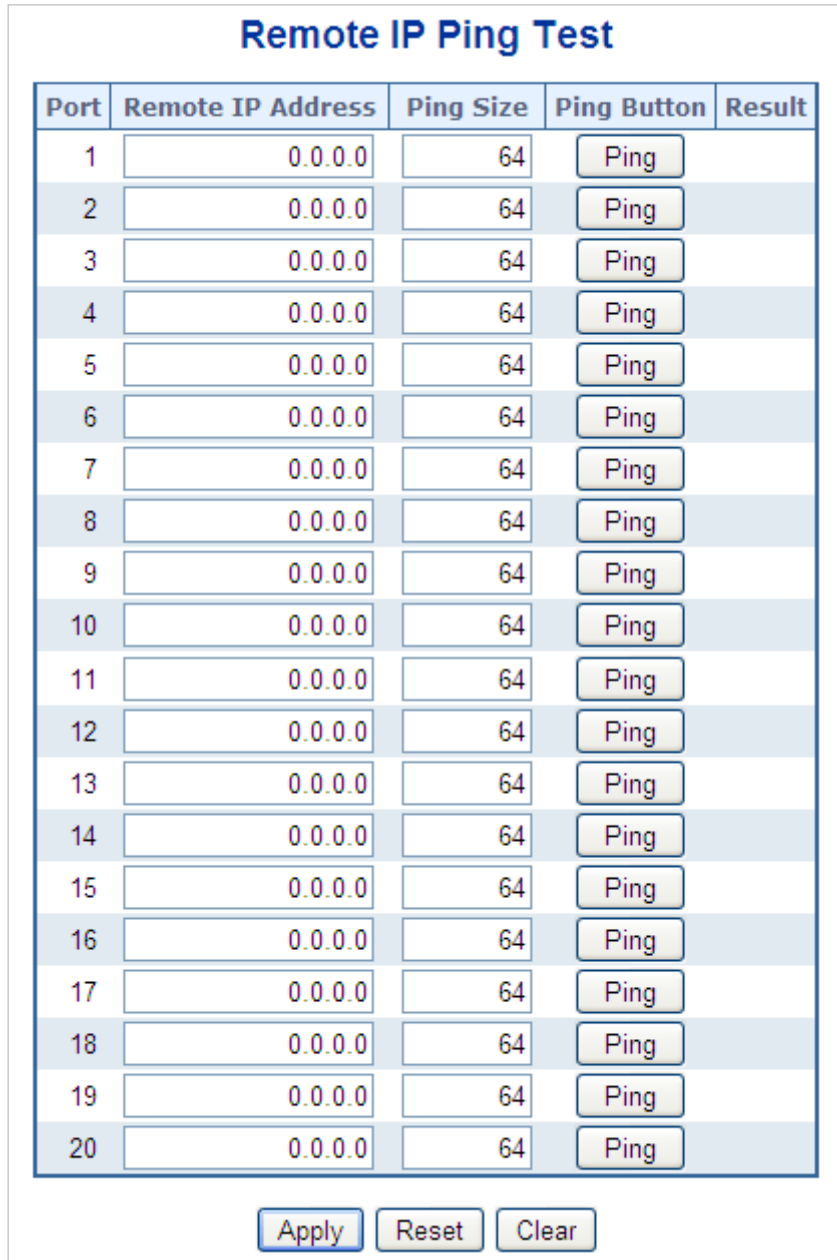 Remote IP Ping Test
Port Remote IP Address Ping Size Ping Button Result
1 0.0.0.0 64 Ping
2 0.0.0.0 64 Ping
3 0.0.0.0 64 Ping
4 0.0.0.0 64 Ping
5 0.0.0.0 64 Ping
6 0.0.0.0 64 Ping
7 0.0.0.0 64 Ping
8 0.0.0.0 64 Ping
9 0.0.0.0 64 Ping
10 0.0.0.0 64 Ping
11 0.0.0.0 64 Ping
12 0.0.0.0 64 Ping
13 0.0.0.0 64 Ping
14 0.0.0.0 64 Ping
15 0.0.0.0 64 Ping
16 0.0.0.0 64 Ping
17 0.0.0.0 64 Ping
18 0.0.0.0 64 Ping
19 0.0.0.0 64 Ping
20 0.0.0.0 64 Ping
Apply Reset Clear